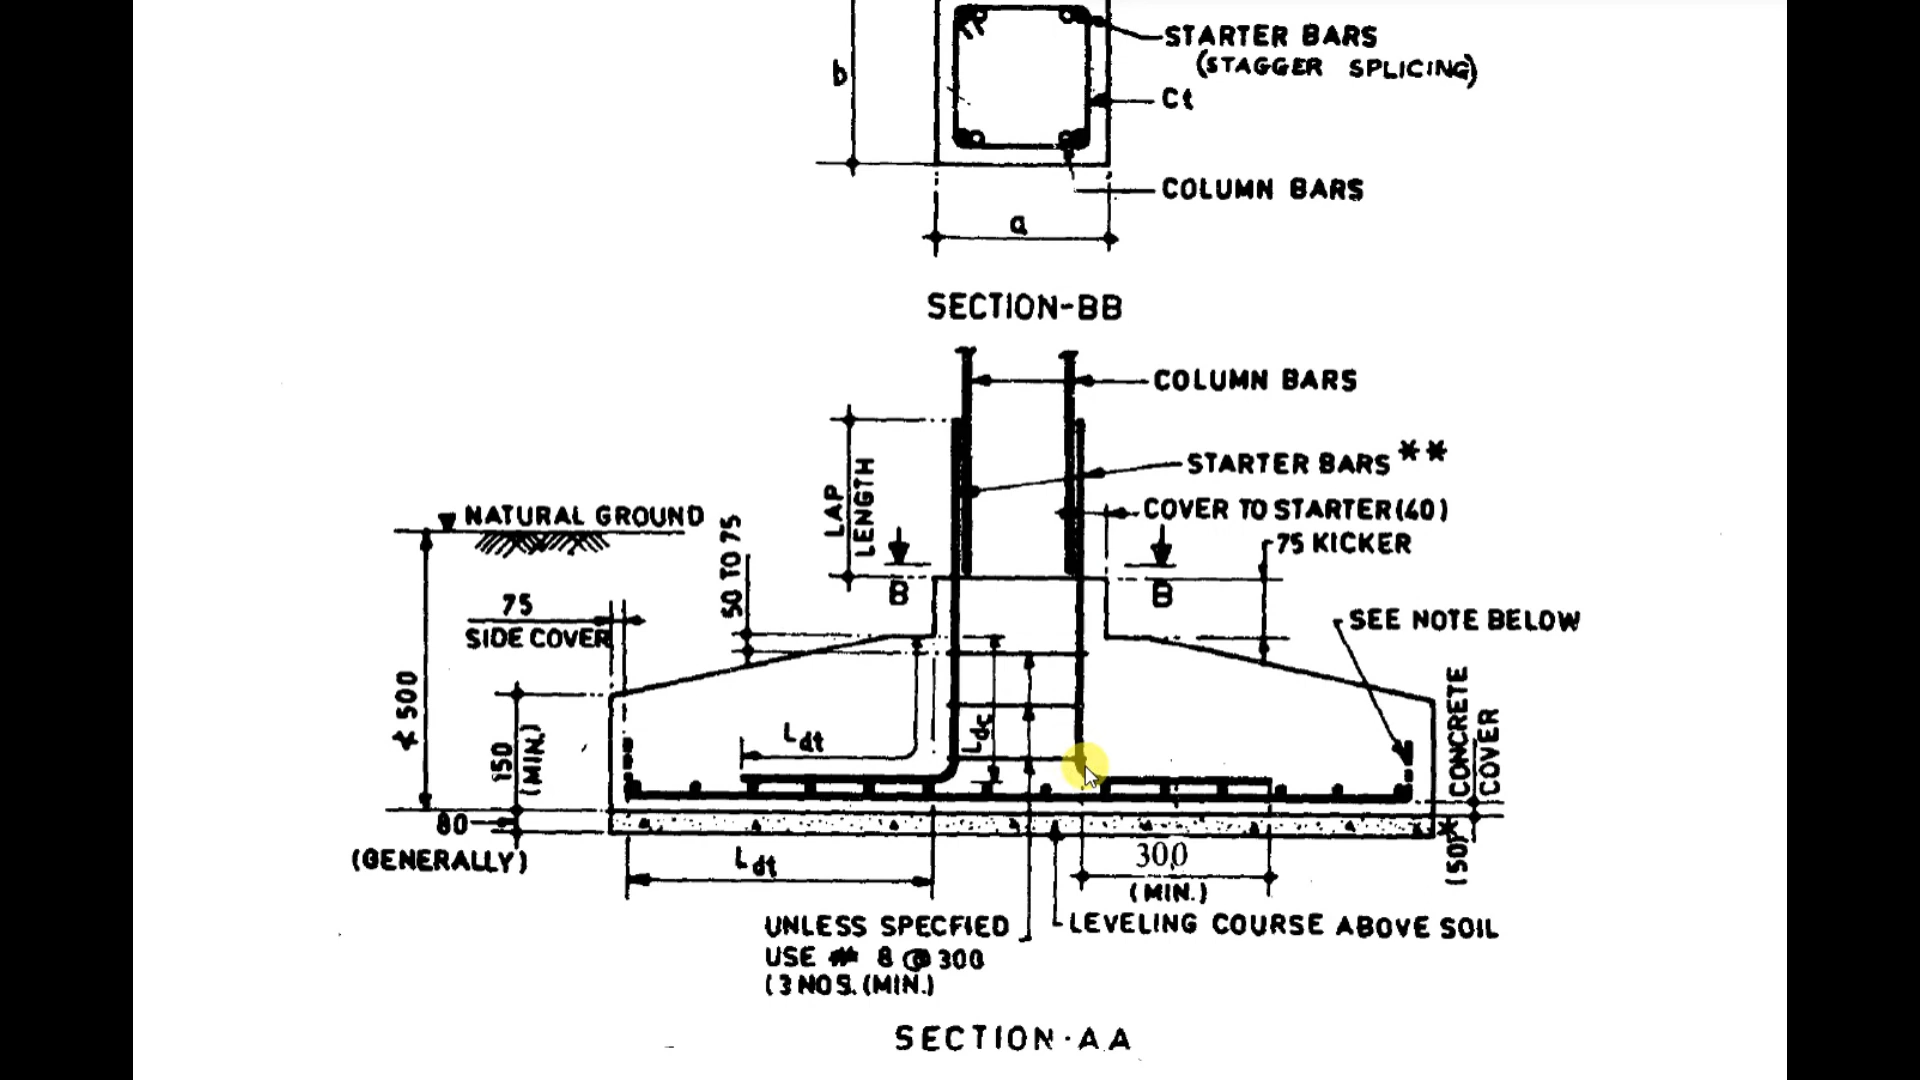 STARTER BARS
(STAGGER SPLICING)
b
Ct
COLUMN BARS
a
SECTION-BB
COLUMN BARS
LAP LENGTH
STARTER BARS **
NATURAL GROUND
COVER TO STARTER (40)
50 TO 75
75 KICKER
B
B
75
SIDE COVER
SEE NOTE BELOW
≮ 500
150 (MIN.)
Ldt
Ldc
CONCRETE COVER
(50)*
80
(GENERALLY)
Ldt
300
(MIN.)
UNLESS SPECFIED
LEVELING COURSE ABOVE SOIL
USE # 8 @ 300
(3 NOS. (MIN.)
SECTION-AA